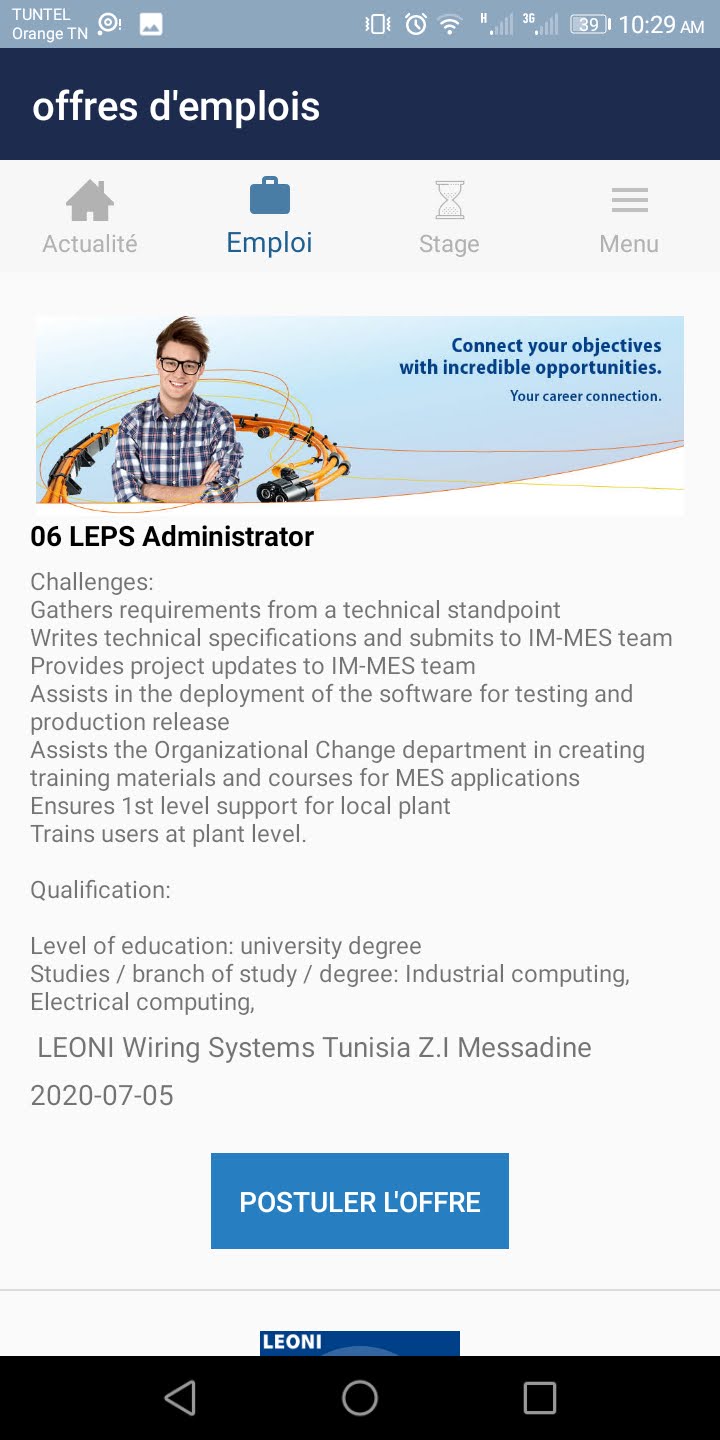 TUNTEL
Orange TN
H
3G
39
10:29 AM
offres d'emplois
Actualité
Emploi
Stage
Menu
Connect your objectives
with incredible opportunities.
Your career connection.
06 LEPS Administrator
Challenges:
Gathers requirements from a technical standpoint
Writes technical specifications and submits to IM-MES team
Provides project updates to IM-MES team
Assists in the deployment of the software for testing and
production release
Assists the Organizational Change department in creating
training materials and courses for MES applications
Ensures 1st level support for local plant
Trains users at plant level.
Qualification:
Level of education: university degree
Studies / branch of study / degree: Industrial computing,
Electrical computing,
LEONI Wiring Systems Tunisia Z.I Messadine
2020-07-05
POSTULER L'OFFRE
LEONI